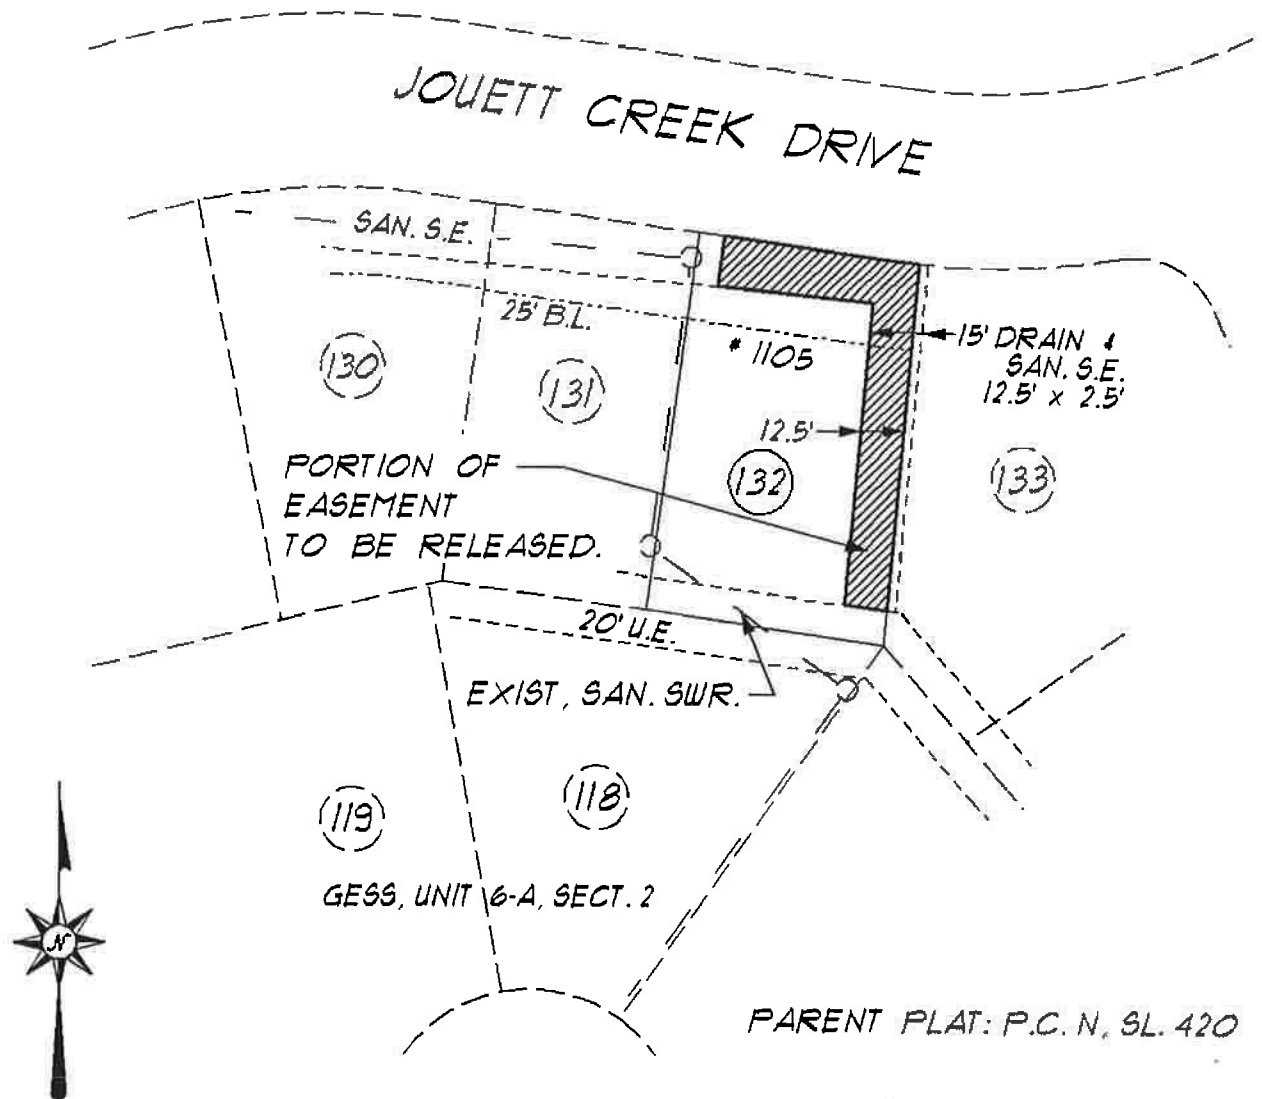 JOUETT CREEK DRIVE
SAN. S.E.
25' B.L.
# 1105
15' DRAIN &
SAN. S.E.
12.5' x 2.5'
130
131
12.5'
132
133
PORTION OF
EASEMENT
TO BE RELEASED.
20' U.E.
EXIST, SAN. SWR.
119
118
GESS, UNIT 6-A, SECT. 2
N
PARENT PLAT: P.C. N, SL. 420